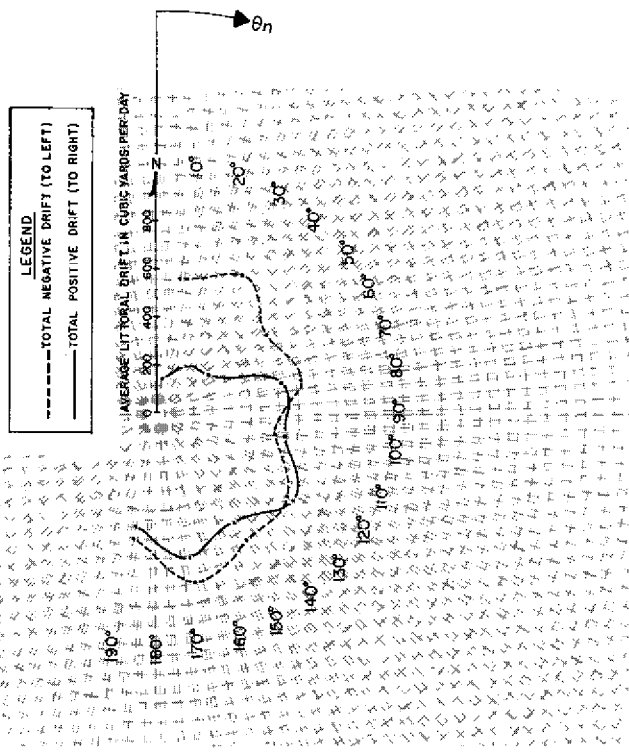 LEGEND
TOTAL NEGATIVE DRIFT (TO LEFT)
TOTAL POSITIVE DRIFT (TO RIGHT)
AVERAGE LITTORAL DRIFT IN CUBIC YARDS PER DAY
0 200 400 600 800
N
θn
10°
20°
30°
40°
50°
60°
70°
80°
90°
100°
110°
120°
130°
140°
150°
160°
170°
180°
190°